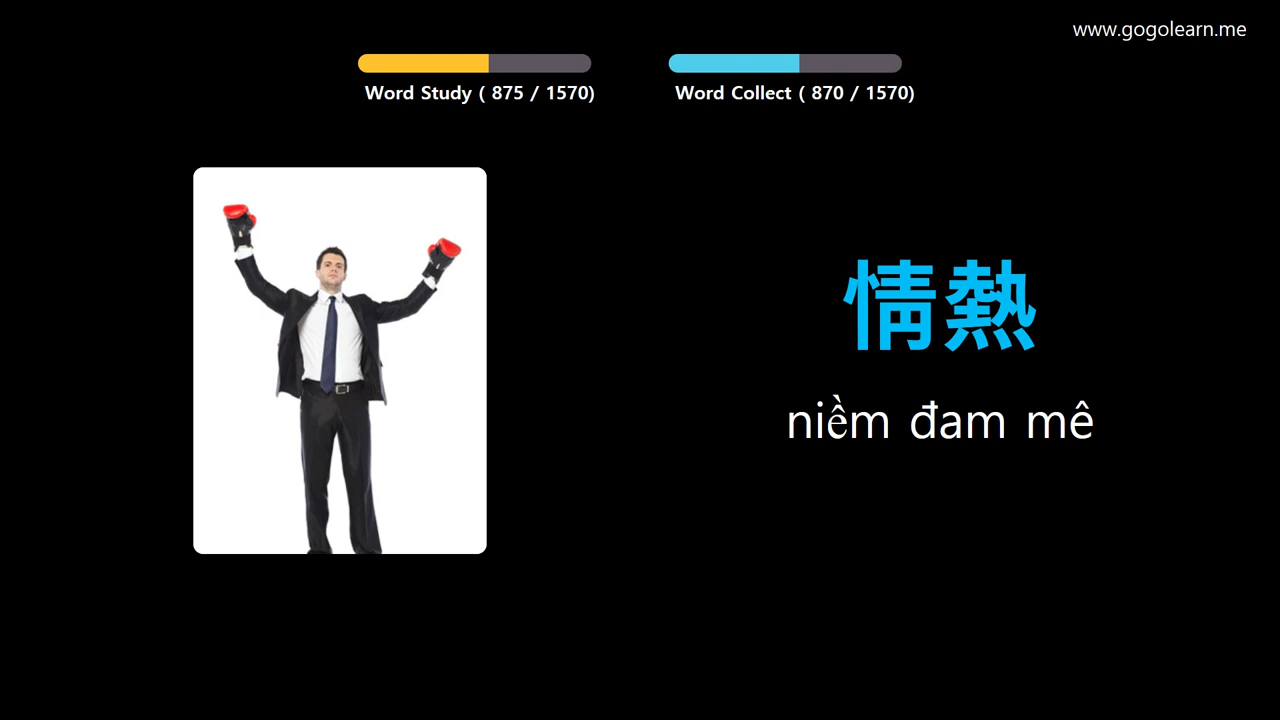 www.gogolearn.me
Word Study ( 875 / 1570)
Word Collect ( 870 / 1570)
情熱
niềm đam mê